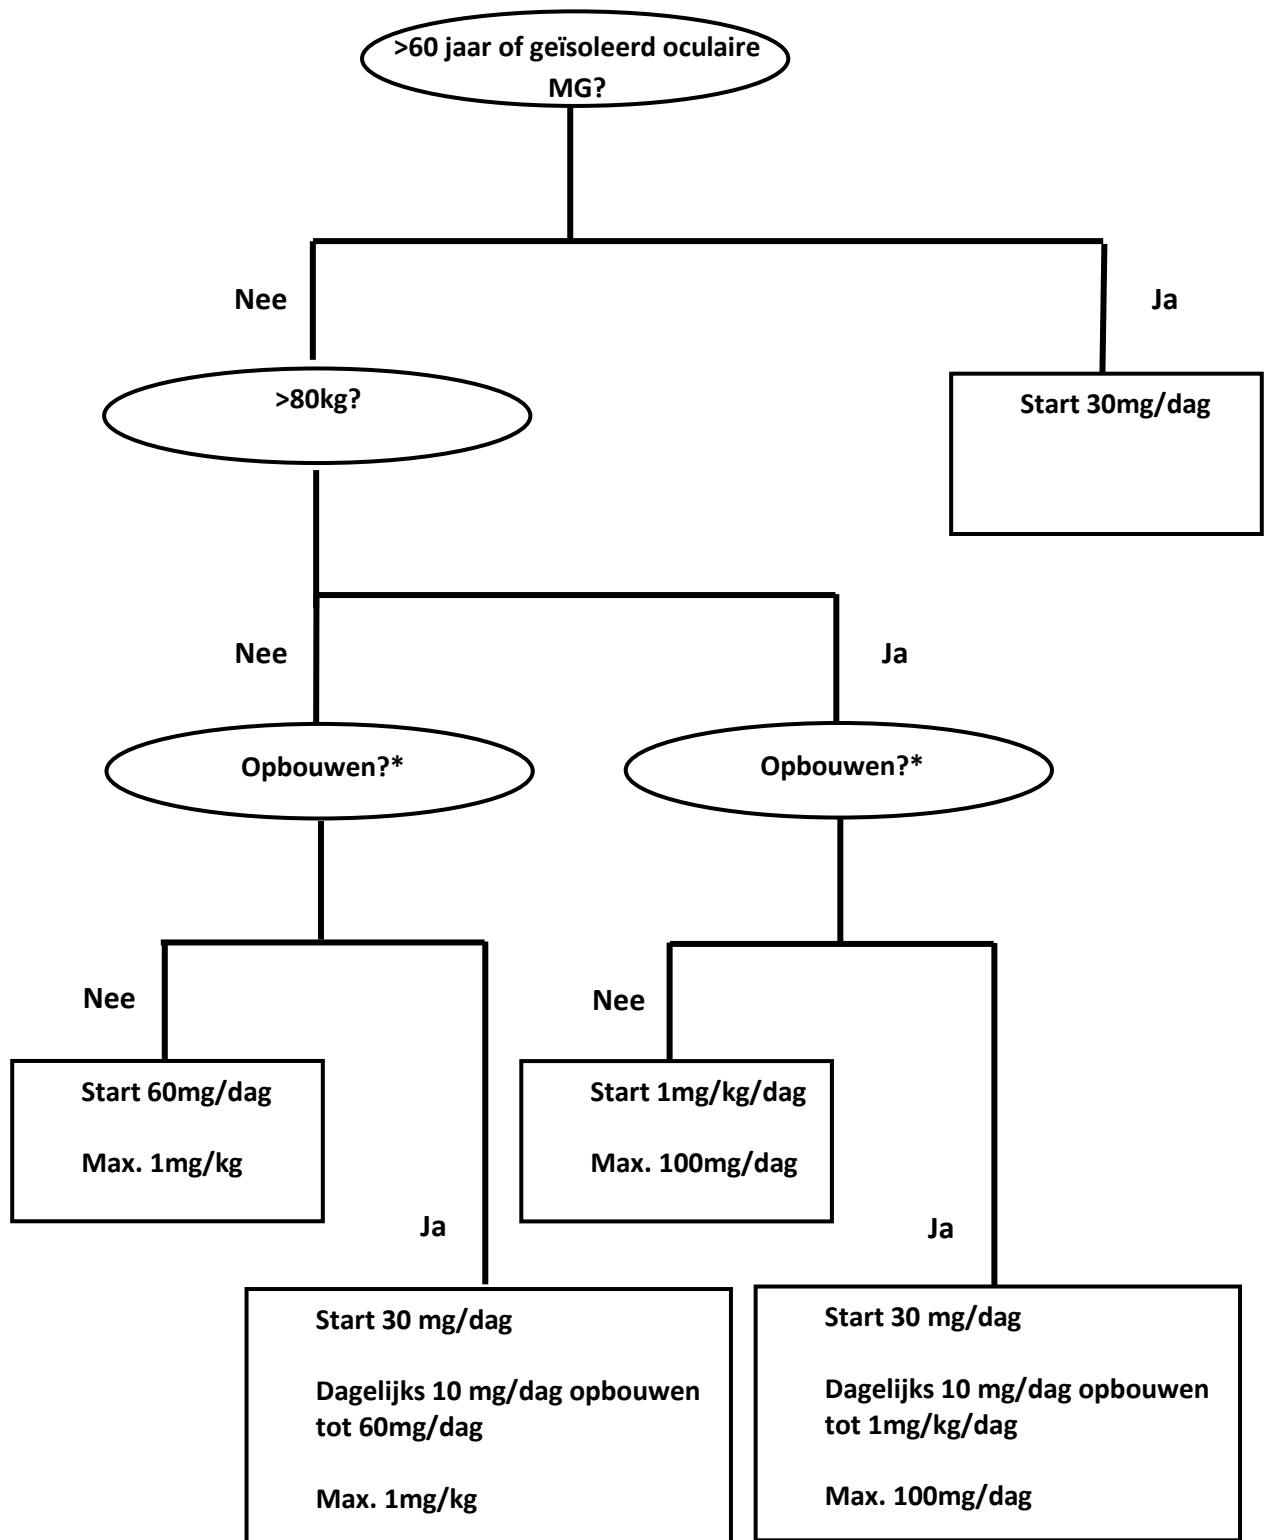 >60 jaar of geïsoleerd oculaire
MG?
Nee
Ja
>80kg?
Start 30mg/dag
Nee
Ja
Opbouwen?*
Opbouwen?*
Nee
Nee
Start 60mg/dag
Max. 1mg/kg
Start 1mg/kg/dag
Max. 100mg/dag
Ja
Ja
Start 30 mg/dag
Dagelijks 10 mg/dag opbouwen
tot 60mg/dag
Max. 1mg/kg
Start 30 mg/dag
Dagelijks 10 mg/dag opbouwen
tot 1mg/kg/dag
Max. 100mg/dag